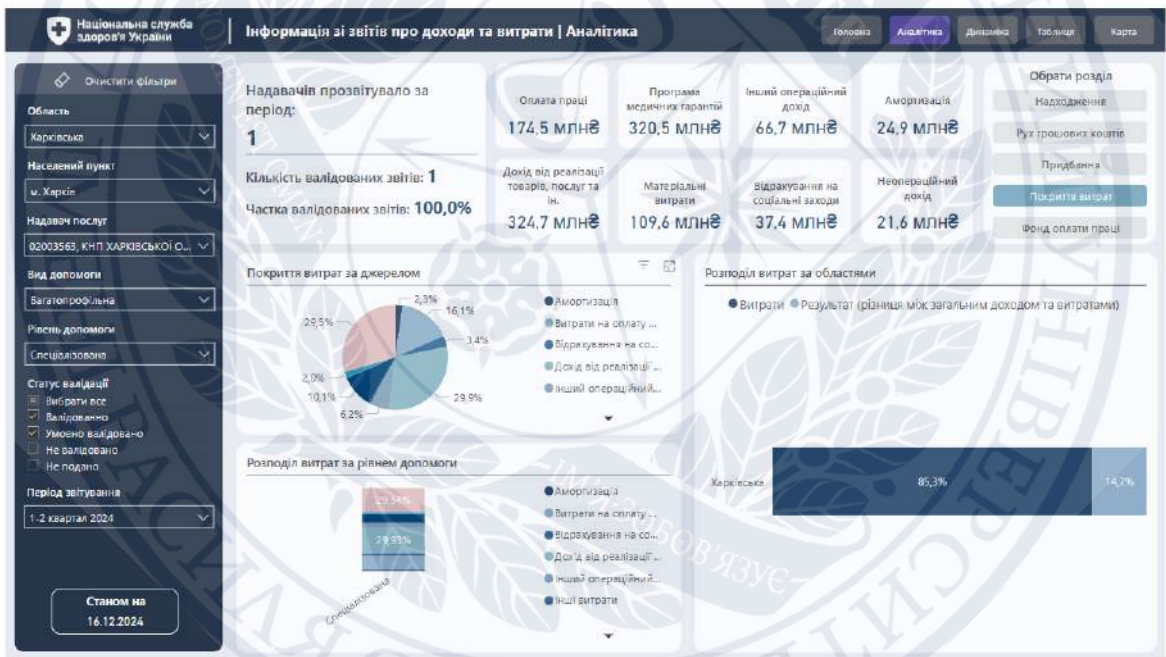 Національна служба
здоров'я України
Інформація зі звітів про доходи та витрати | Аналітика
Головна
Аналітика
Динаміка
Таблиця
Карта
Очистити фільтри
Область
Харківська
Населений пункт
м. Харків
Надавач послуг
02003563, КНП ХАРКІВСЬКОЇ О...
Вид допомоги
Багатопрофільна
Рівень допомоги
Спеціалізована
Статус валідації
Вибрати все
Валідованно
Умовно валідовано
Не валідовано
Не подано
Період звітування
1-2 квартал 2024
Станом на
16.12.2024
Надавачів прозвітувало за
період:
1
Кількість валідованих звітів: 1
Частка валідованих звітів: 100,0%
Оплата праці
174,5 млн₴
Програма
медичних гарантій
320,5 млн₴
Інший операційний
дохід
66,7 млн₴
Амортизація
24,9 млн₴
Дохід від реалізації
товарів, послуг та
ін.
324,7 млн₴
Матеріальні
витрати
109,6 млн₴
Відрахування на
соціальні заходи
37,4 млн₴
Неопераційний
дохід
21,6 млн₴
Обрати розділ
Надходження
Рух грошових коштів
Придбання
Покриття витрат
Фонд оплати праці
Покриття витрат за джерелом
2,3%
16,1%
3,4%
29,9%
6,2%
10,1%
2,0%
29,5%
Амортизація
Витрати на оплату ...
Відрахування на со...
Дохід від реалізації ...
Інший операційний...
Розподіл витрат за рівнем допомоги
29.54%
29.93%
Спеціалізована
Амортизація
Витрати на оплату ...
Відрахування на со...
Дохід від реалізації ...
Інший операційний...
Інші витрати
Розподіл витрат за областями
Витрати
Результат (різниця між загальним доходом та витратами)
Харківська
85,3%
14,7%